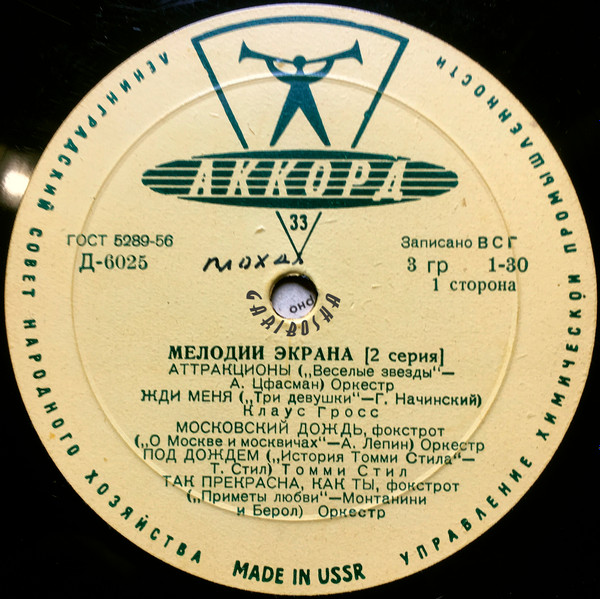 ЛЕНИНГРАДСКИЙ СОВЕТ НАРОДНОГО ХОЗЯЙСТВА
УПРАВЛЕНИЕ ХИМИЧЕСКОЙ ПРОМЫШЛЕННОСТИ
АККОРД
33
ГОСТ 5289-56
Д-6025
Записано ВСГ
3 гр 1-30
1 сторона
GARIBOSHA
МЕЛОДИИ ЭКРАНА [2 серия]
АТТРАКЦИОНЫ („Веселые звезды“—
А. Цфасман) Оркестр
ЖДИ МЕНЯ („Три девушки“—Г. Начинский)
Клаус Гросс
МОСКОВСКИЙ ДОЖДЬ, фокстрот
(„О Москве и москвичах“—А. Лепин) Оркестр
ПОД ДОЖДЕМ („История Томми Стила“—
Т. Стил) Томми Стил
ТАК ПРЕКРАСНА, КАК ТЫ, фокстрот
(„Приметы любви“—Монтанини
и Берол) Оркестр
MADE IN USSR